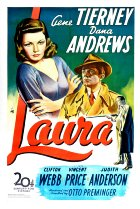 Gene TIERNEY
Dana ANDREWS
Laura
CLIFTON VINCENT JUDITH
WEBB PRICE ANDERSON
20th
OTTO PREMINGER